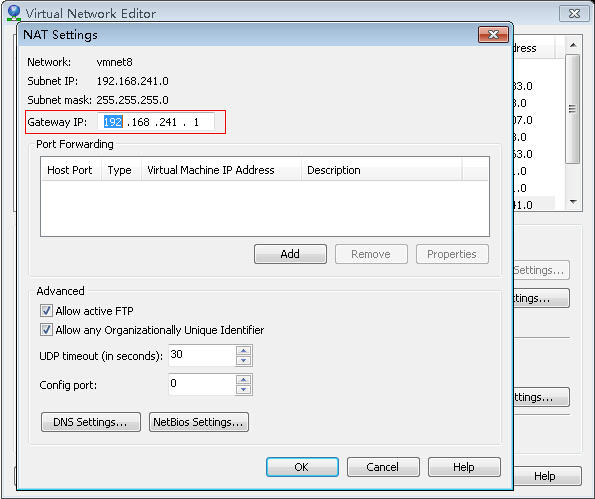 Virtual Network Editor
NAT Settings
Network: vmnet8
Subnet IP: 192.168.241.0
Subnet mask: 255.255.255.0
Gateway IP: 192 .168 .241 . 1
Port Forwarding
Host Port Type Virtual Machine IP Address Description
Add Remove Properties
Advanced
Allow active FTP
Allow any Organizationally Unique Identifier
UDP timeout (in seconds): 30
Config port: 0
DNS Settings... NetBios Settings...
OK Cancel Help
dress
33.0
3.0
07.0
3.0
53.0
.0
.0
41.0
Settings...
ttings...
ttings...
Help